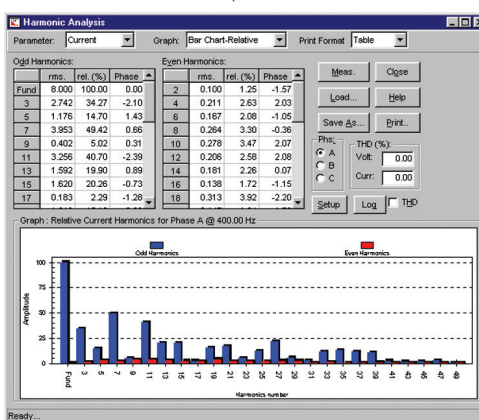 Harmonic Analysis
Parameter: Current Graph: Bar Chart-Relative Print Format Table
Odd Harmonics: Even Harmonics:
rms. rel. (%) Phase rms. rel. (%) Phase
Fund 8.000 100.00 0.00 2 0.100 1.25 -1.57
3 2.742 34.27 -2.10 4 0.211 2.63 2.03
5 1.176 14.70 1.43 6 0.167 2.08 -1.05
7 3.953 49.42 0.66 8 0.264 3.30 -0.36
9 0.402 5.02 0.31 10 0.278 3.47 2.07
11 3.256 40.70 -2.39 12 0.206 2.58 2.08
13 1.592 19.90 0.89 14 0.181 2.26 0.07
15 1.620 20.26 -0.73 16 0.138 1.72 -1.15
17 0.183 2.29 -1.28 18 0.313 3.92 -2.20
Meas. Close
Load... Help
Save As... Print..
Phs: THD (%):
A Volt: 0.00
B
C Curr: 0.00
Setup Log THD
Graph : Relative Current Harmonics for Phase A @ 400.00 Hz
Odd Harmonics Even Harmonics
100
75
50
25
0
Amplitude
Fund 3 5 7 9 11 13 15 17 19 21 23 25 27 29 31 33 35 37 39 41 43 45 47 49
Harmonics number
Ready...